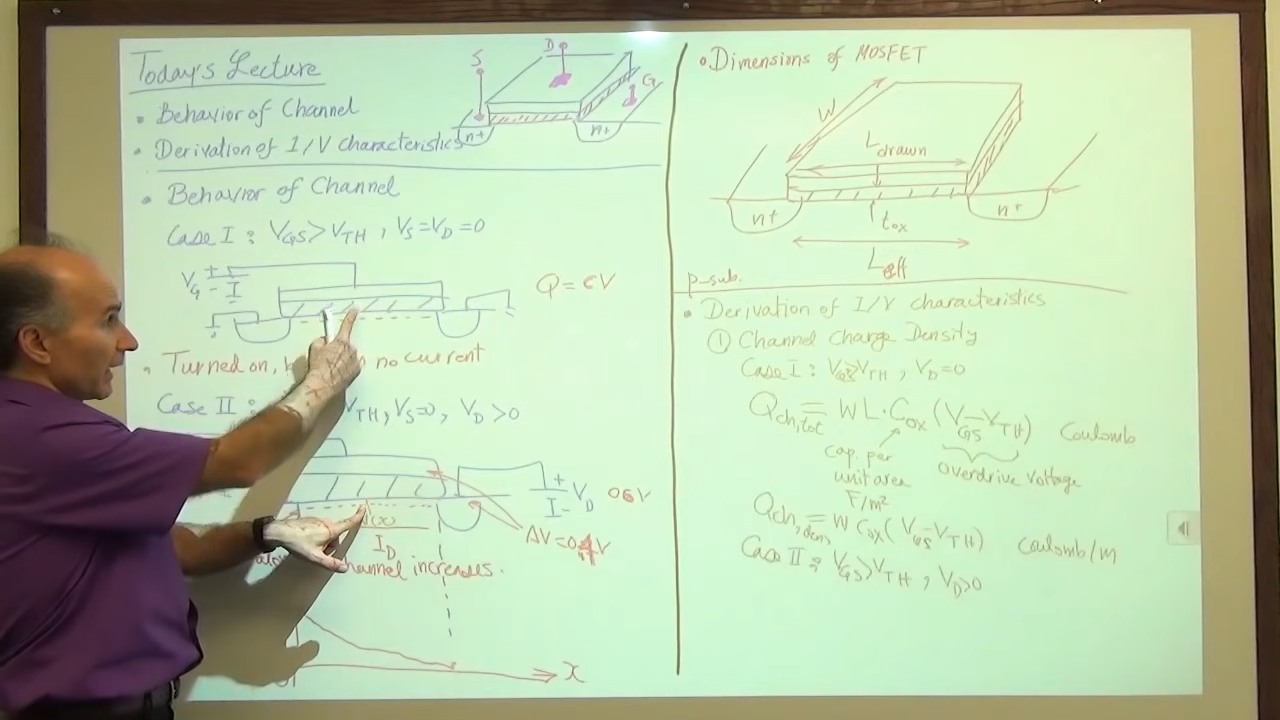 Today's Lecture
• Behavior of Channel
• Derivation of I/V characteristics
S
D
G
n+
n+
• Behavior of Channel
Case I : VGS > VTH , VS = VD = 0
VG
+
-
Q = CV
• Turned on, no current
Case II : VTH, VS=0, VD > 0
+
-
VD
0.6 V
V(x)
ID
ΔV=0.4V
channel increases.
x
• Dimensions of MOSFET
W
Ldrawn
n+
tox
n+
Leff
p-sub.
• Derivation of I/V characteristics
① Channel Charge Density
Case I : VGS>VTH , VD=0
Qch,tot = WL·Cox (VGS-VTH) Coulomb
cap. per
unit area
F/m²
overdrive voltage
Qch,dens = W Cox ( VGS-VTH) Coulomb/m
Case II : VGS>VTH , VD>0